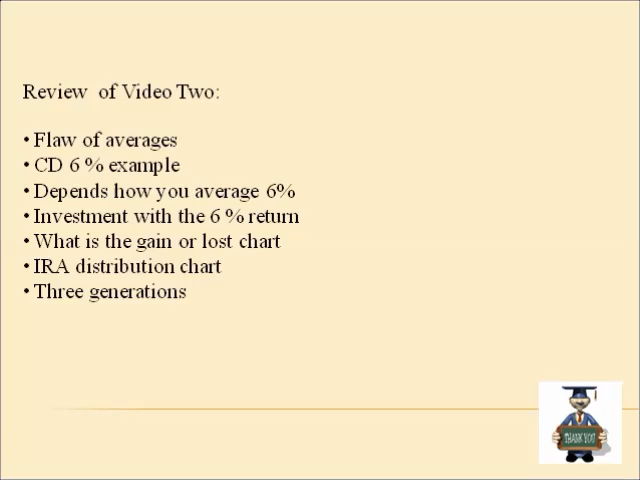 Review of Video Two:
• Flaw of averages
• CD 6 % example
• Depends how you average 6%
• Investment with the 6 % return
• What is the gain or lost chart
• IRA distribution chart
• Three generations
THANK YOU